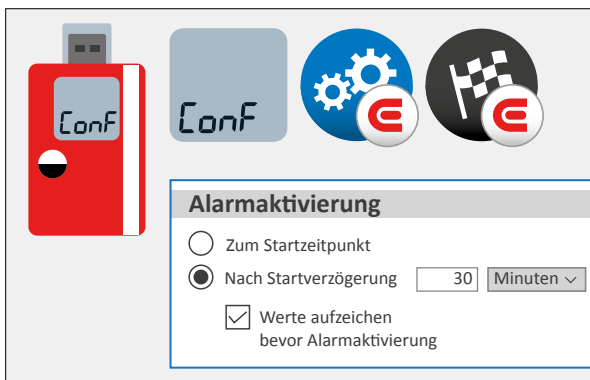 ConF
ConF
Alarmaktivierung
Zum Startzeitpunkt
Nach Startverzögerung 30 Minuten
Werte aufzeichen
bevor Alarmaktivierung